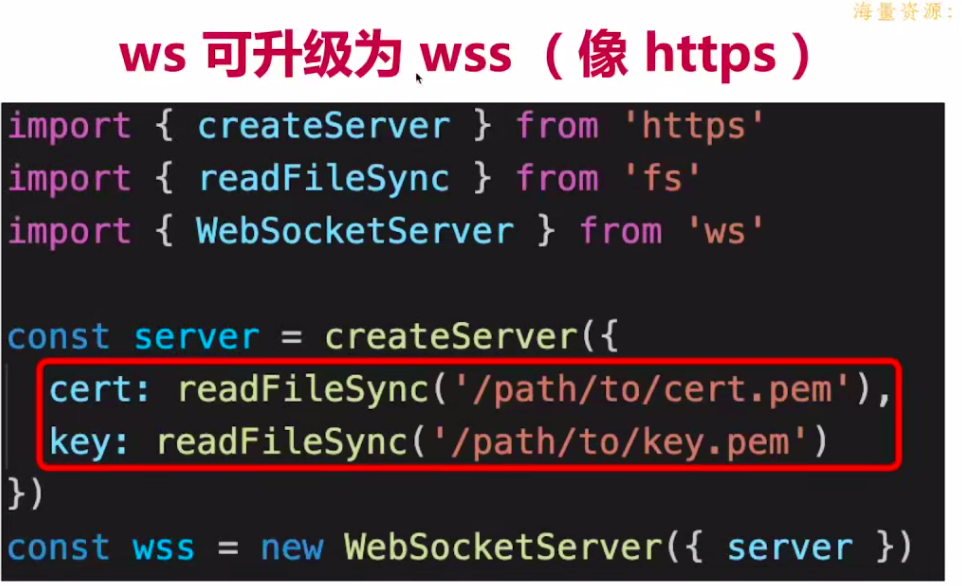 海量资源:
ws 可升级为 wss （像 https）
import { createServer } from 'https'
import { readFileSync } from 'fs'
import { WebSocketServer } from 'ws'
const server = createServer({
  cert: readFileSync('/path/to/cert.pem'),
  key: readFileSync('/path/to/key.pem')
})
const wss = new WebSocketServer({ server })